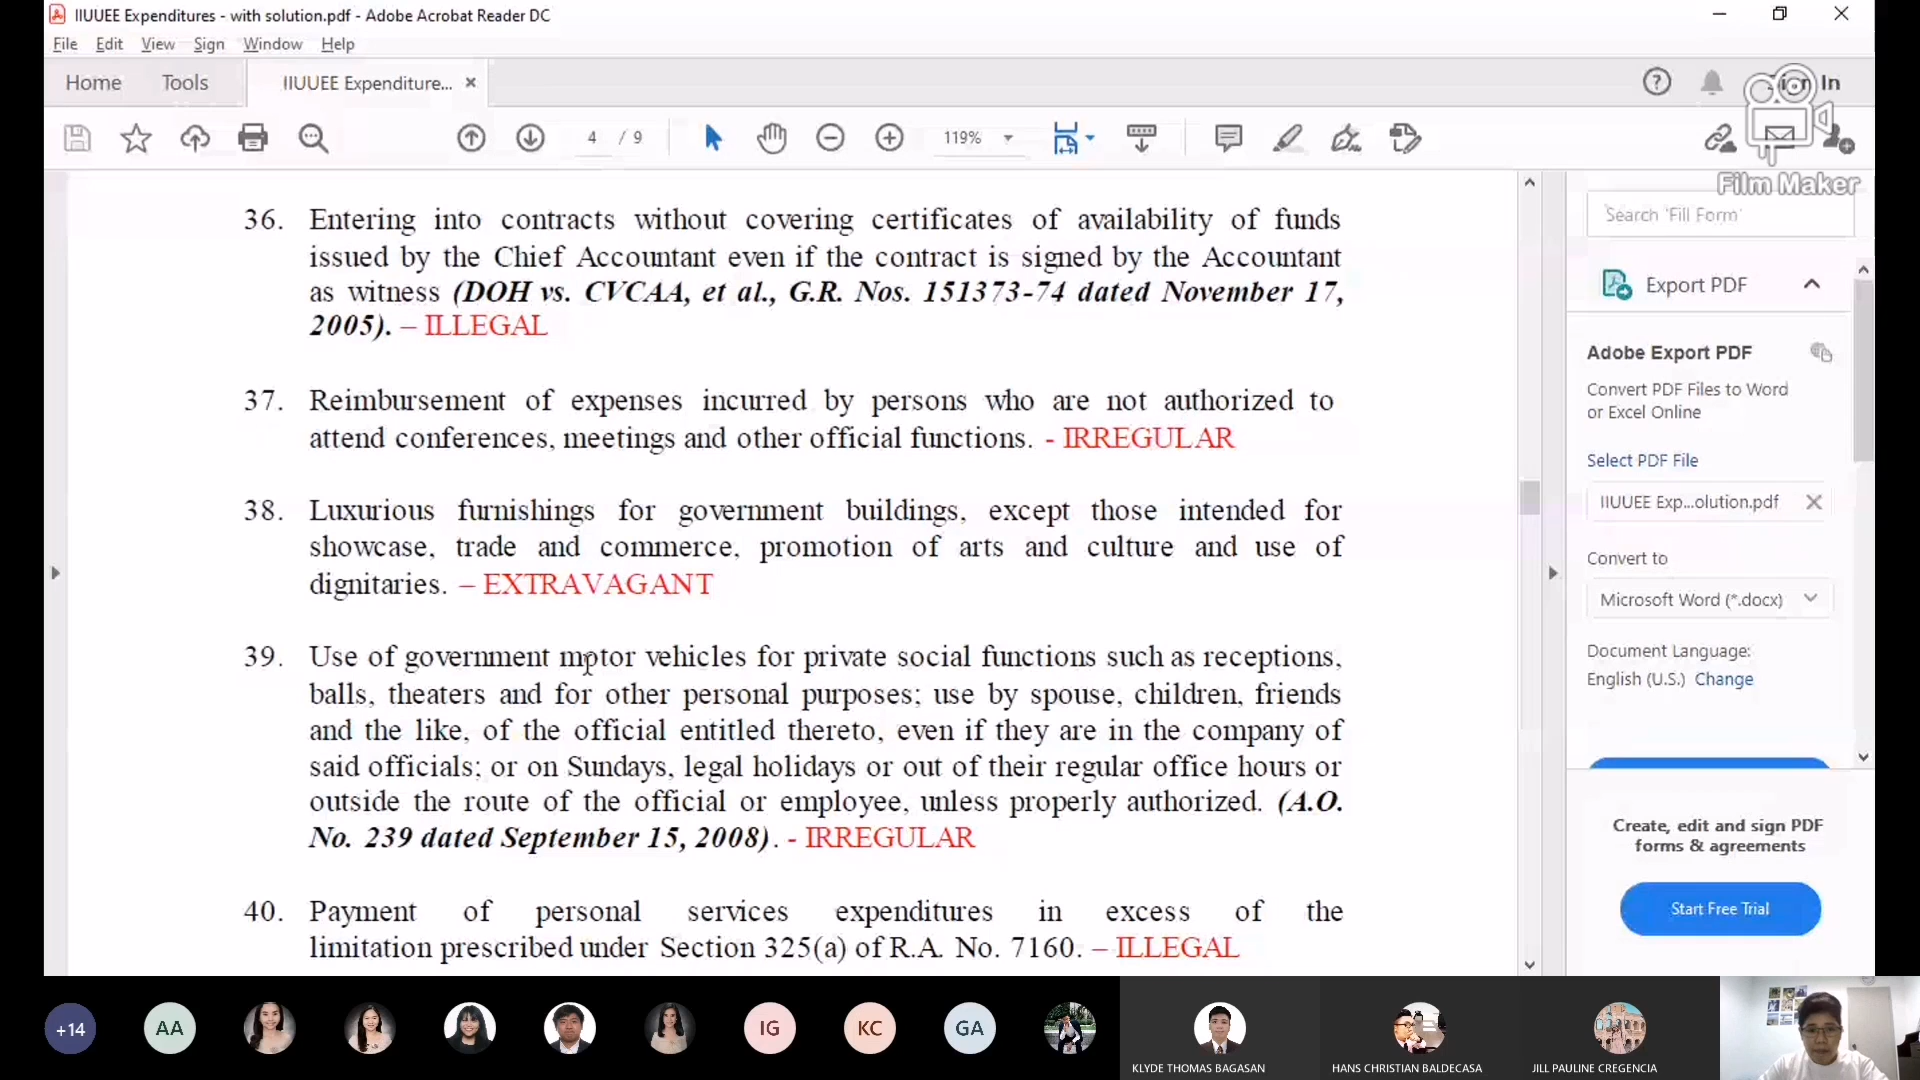 IIUUEE Expenditures - with solution.pdf - Adobe Acrobat Reader DC
File Edit View Sign Window Help
Home Tools IIUUEE Expenditure... ×
In
4 / 9 119%
Film Maker
36. Entering into contracts without covering certificates of availability of funds
issued by the Chief Accountant even if the contract is signed by the Accountant
as witness (DOH vs. CVCAA, et al., G.R. Nos. 151373-74 dated November 17,
2005). – ILLEGAL
37. Reimbursement of expenses incurred by persons who are not authorized to
attend conferences, meetings and other official functions. - IRREGULAR
38. Luxurious furnishings for government buildings, except those intended for
showcase, trade and commerce, promotion of arts and culture and use of
dignitaries. – EXTRAVAGANT
39. Use of government motor vehicles for private social functions such as receptions,
balls, theaters and for other personal purposes; use by spouse, children, friends
and the like, of the official entitled thereto, even if they are in the company of
said officials; or on Sundays, legal holidays or out of their regular office hours or
outside the route of the official or employee, unless properly authorized. (A.O.
No. 239 dated September 15, 2008). - IRREGULAR
40. Payment of personal services expenditures in excess of the
limitation prescribed under Section 325(a) of R.A. No. 7160. – ILLEGAL
Search 'Fill Form'
Export PDF
Adobe Export PDF
Convert PDF Files to Word
or Excel Online
Select PDF File
IIUUEE Exp...olution.pdf
Convert to
Microsoft Word (*.docx)
Document Language:
English (U.S.) Change
Create, edit and sign PDF
forms & agreements
Start Free Trial
+14 AA IG KC GA
KLYDE THOMAS BAGASAN HANS CHRISTIAN BALDECASA JILL PAULINE CREGENCIA